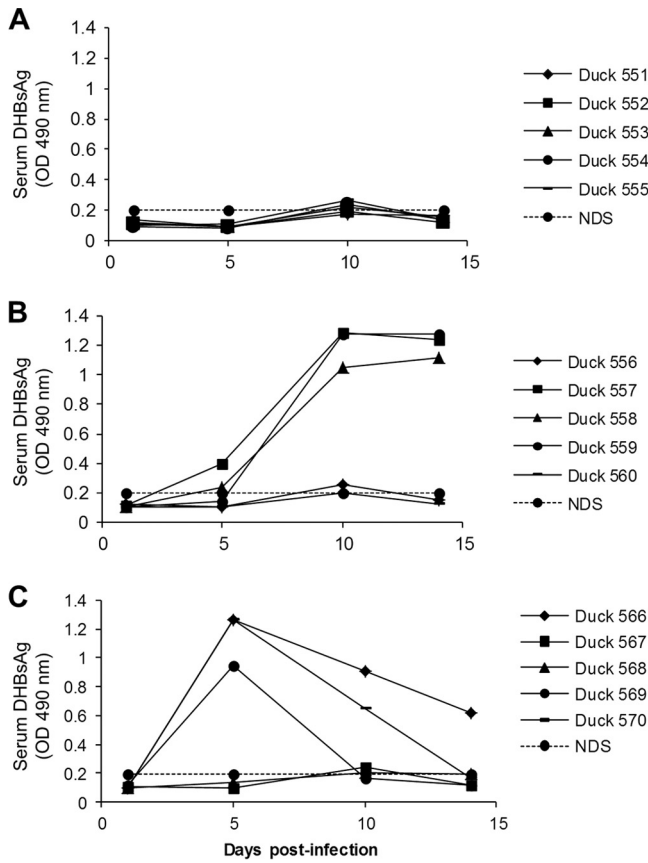 A
Serum DHBsAg
(OD 490 nm)
1.4
1.2
1
0.8
0.6
0.4
0.2
0
0 5 10 15
Duck 551
Duck 552
Duck 553
Duck 554
Duck 555
NDS
B
Serum DHBsAg
(OD 490 nm)
1.4
1.2
1
0.8
0.6
0.4
0.2
0
0 5 10 15
Duck 556
Duck 557
Duck 558
Duck 559
Duck 560
NDS
C
Serum DHBsAg
(OD 490 nm)
1.4
1.2
1
0.8
0.6
0.4
0.2
0
0 5 10 15
Days post-infection
Duck 566
Duck 567
Duck 568
Duck 569
Duck 570
NDS